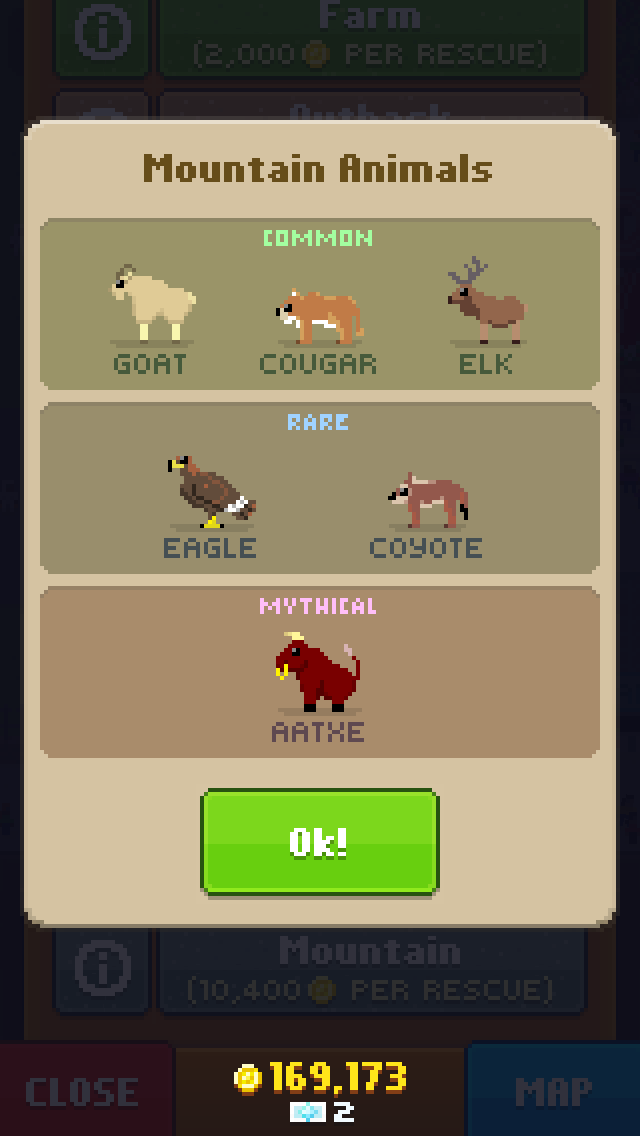 Farm
(2,000 PER RESCUE)
Outback
Mountain Animals
COMMON
GOAT COUGAR ELK
RARE
EAGLE COYOTE
MYTHICAL
AATXE
Ok!
Mountain
(10,400 PER RESCUE)
CLOSE 169,173 MAP
2